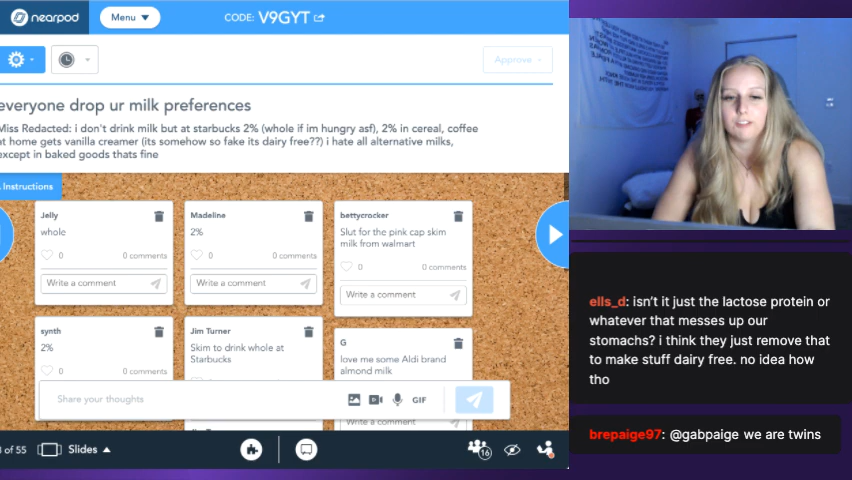 nearpod
Menu
CODE: V9GYT
Approve
everyone drop ur milk preferences
Miss Redacted: i don't drink milk but at starbucks 2% (whole if im hungry asf), 2% in cereal, coffee
at home gets vanilla creamer (its somehow so fake its dairy free??) i hate all alternative milks,
except in baked goods thats fine
Instructions
Jelly
whole
0
0 comments
Write a comment
Madeline
2%
0
0 comments
Write a comment
bettycrocker
Slut for the pink cap skim
milk from walmart
0
0 comments
Write a comment
synth
2%
0
0 comments
Jim Turner
Skim to drink whole at
Starbucks
G
love me some Aldi brand
almond milk
Share your thoughts
GIF
Write a comment
of 55
Slides
16
ells_d: isn't it just the lactose protein or
whatever that messes up our
stomachs? i think they just remove that
to make stuff dairy free. no idea how
tho
brepaige97: @gabpaige we are twins